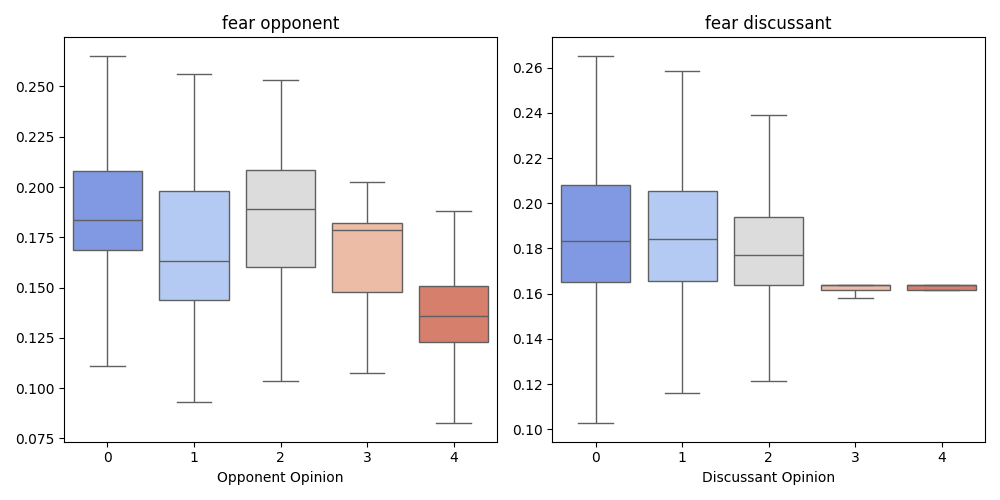 fear opponent
0.250
0.225
0.200
0.175
0.150
0.125
0.100
0.075
0 1 2 3 4
Opponent Opinion
fear discussant
0.26
0.24
0.22
0.20
0.18
0.16
0.14
0.12
0.10
0 1 2 3 4
Discussant Opinion